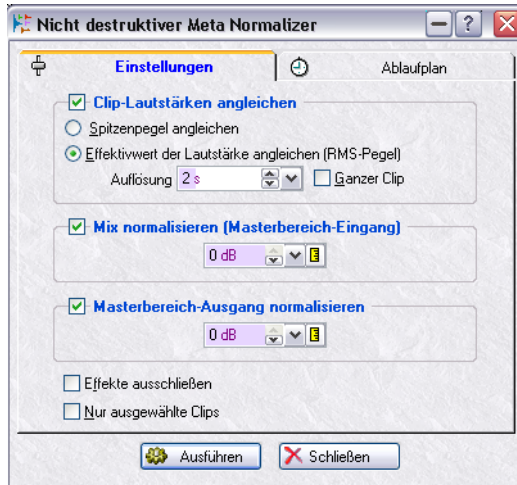 Nicht destruktiver Meta Normalizer
Einstellungen
Ablaufplan
Clip-Lautstärken angleichen
Spitzenpegel angleichen
Effektivwert der Lautstärke angleichen (RMS-Pegel)
Auflösung 2 s Ganzer Clip
Mix normalisieren (Masterbereich-Eingang)
0 dB
Masterbereich-Ausgang normalisieren
0 dB
Effekte ausschließen
Nur ausgewählte Clips
Ausführen
Schließen